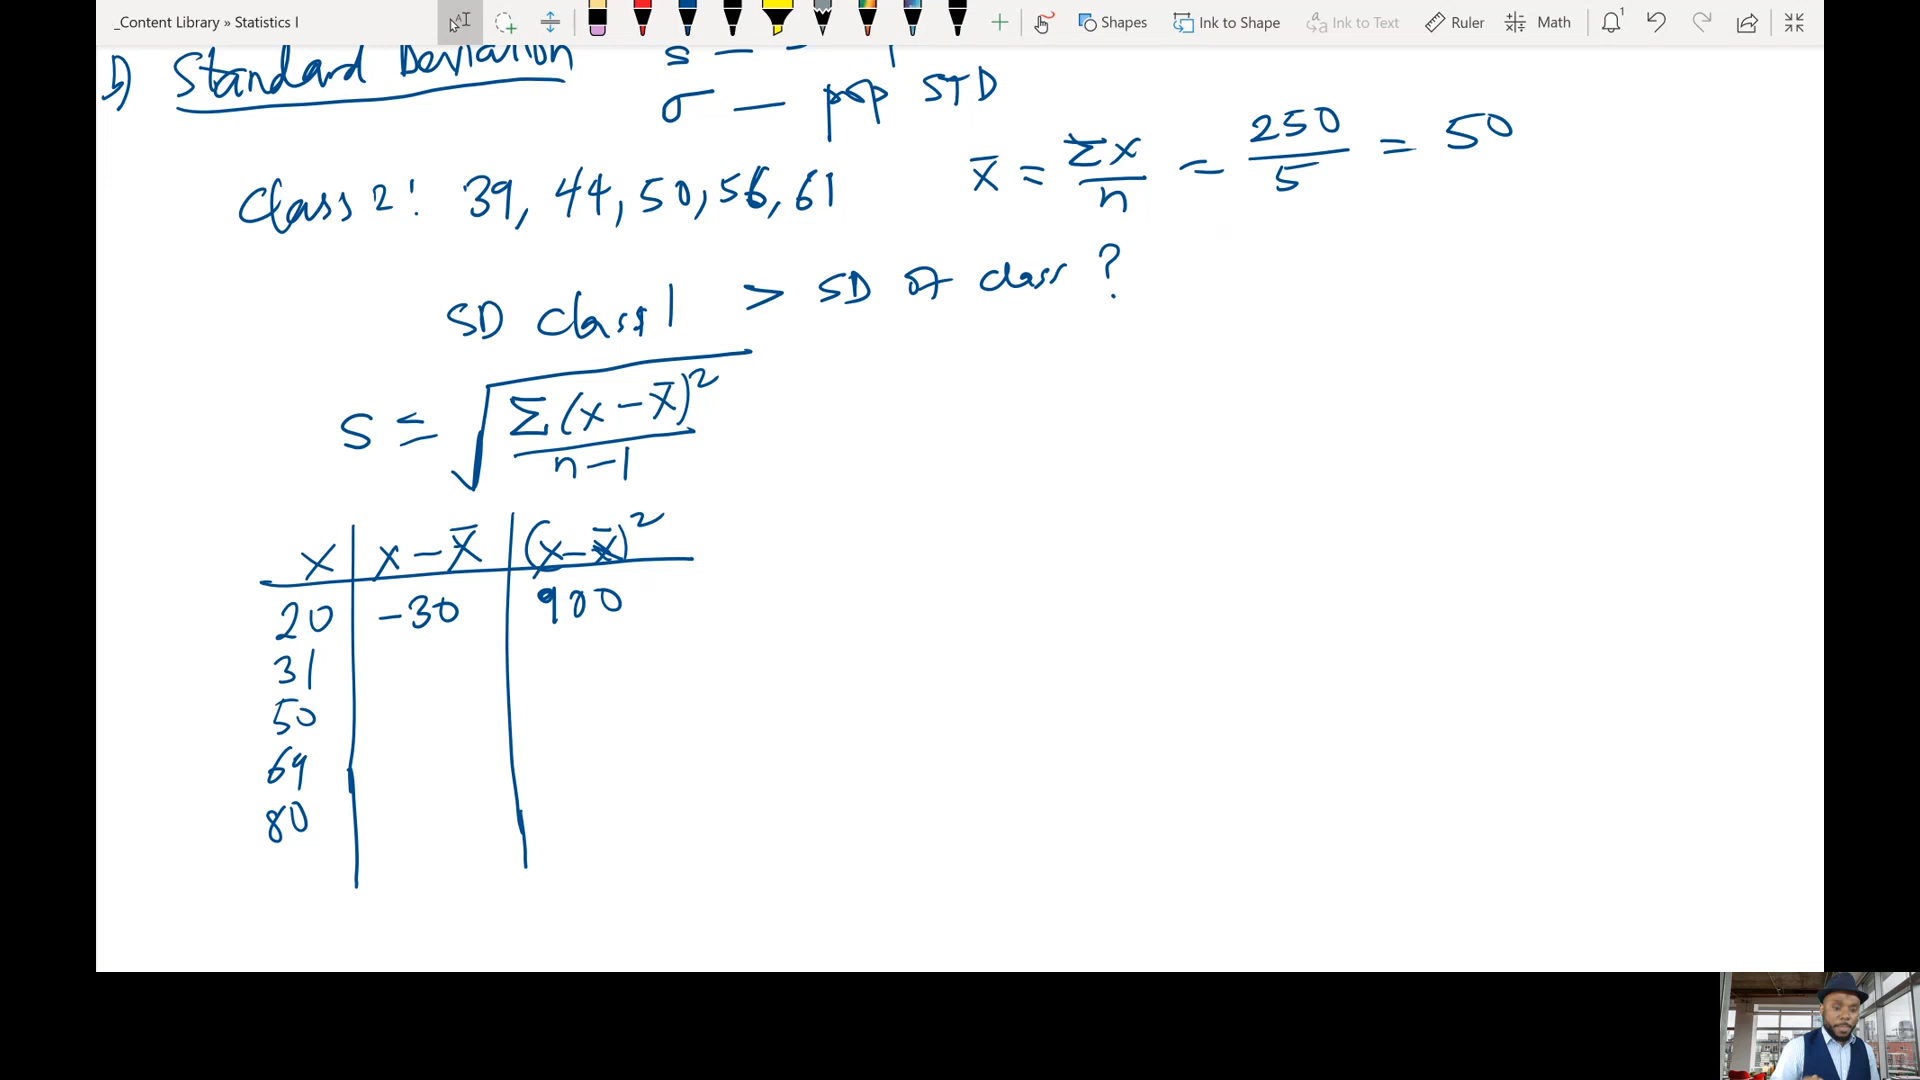 _Content Library » Statistics I
Shapes Ink to Shape Ink to Text Ruler Math 1
b) Standard Deviation s — 
σ — pop STD
x̄ = Σx / n = 250 / 5 = 50
Class 2: 39, 44, 50, 56, 61
SD class 1 > SD of class ?
s = √ Σ(x − x̄)² / n − 1
x | x − x̄ | (x − x̄)²
20 | −30 | 900
31
50
69
80